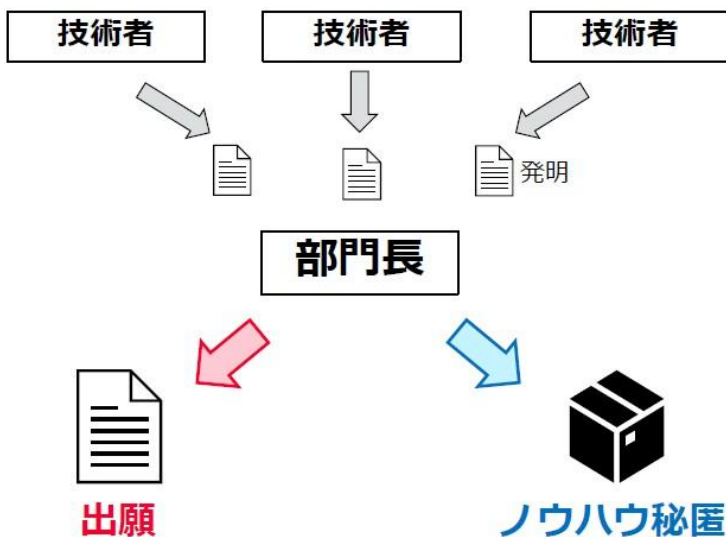 技術者
技術者
技術者
発明
部門長
出願
ノウハウ秘匿